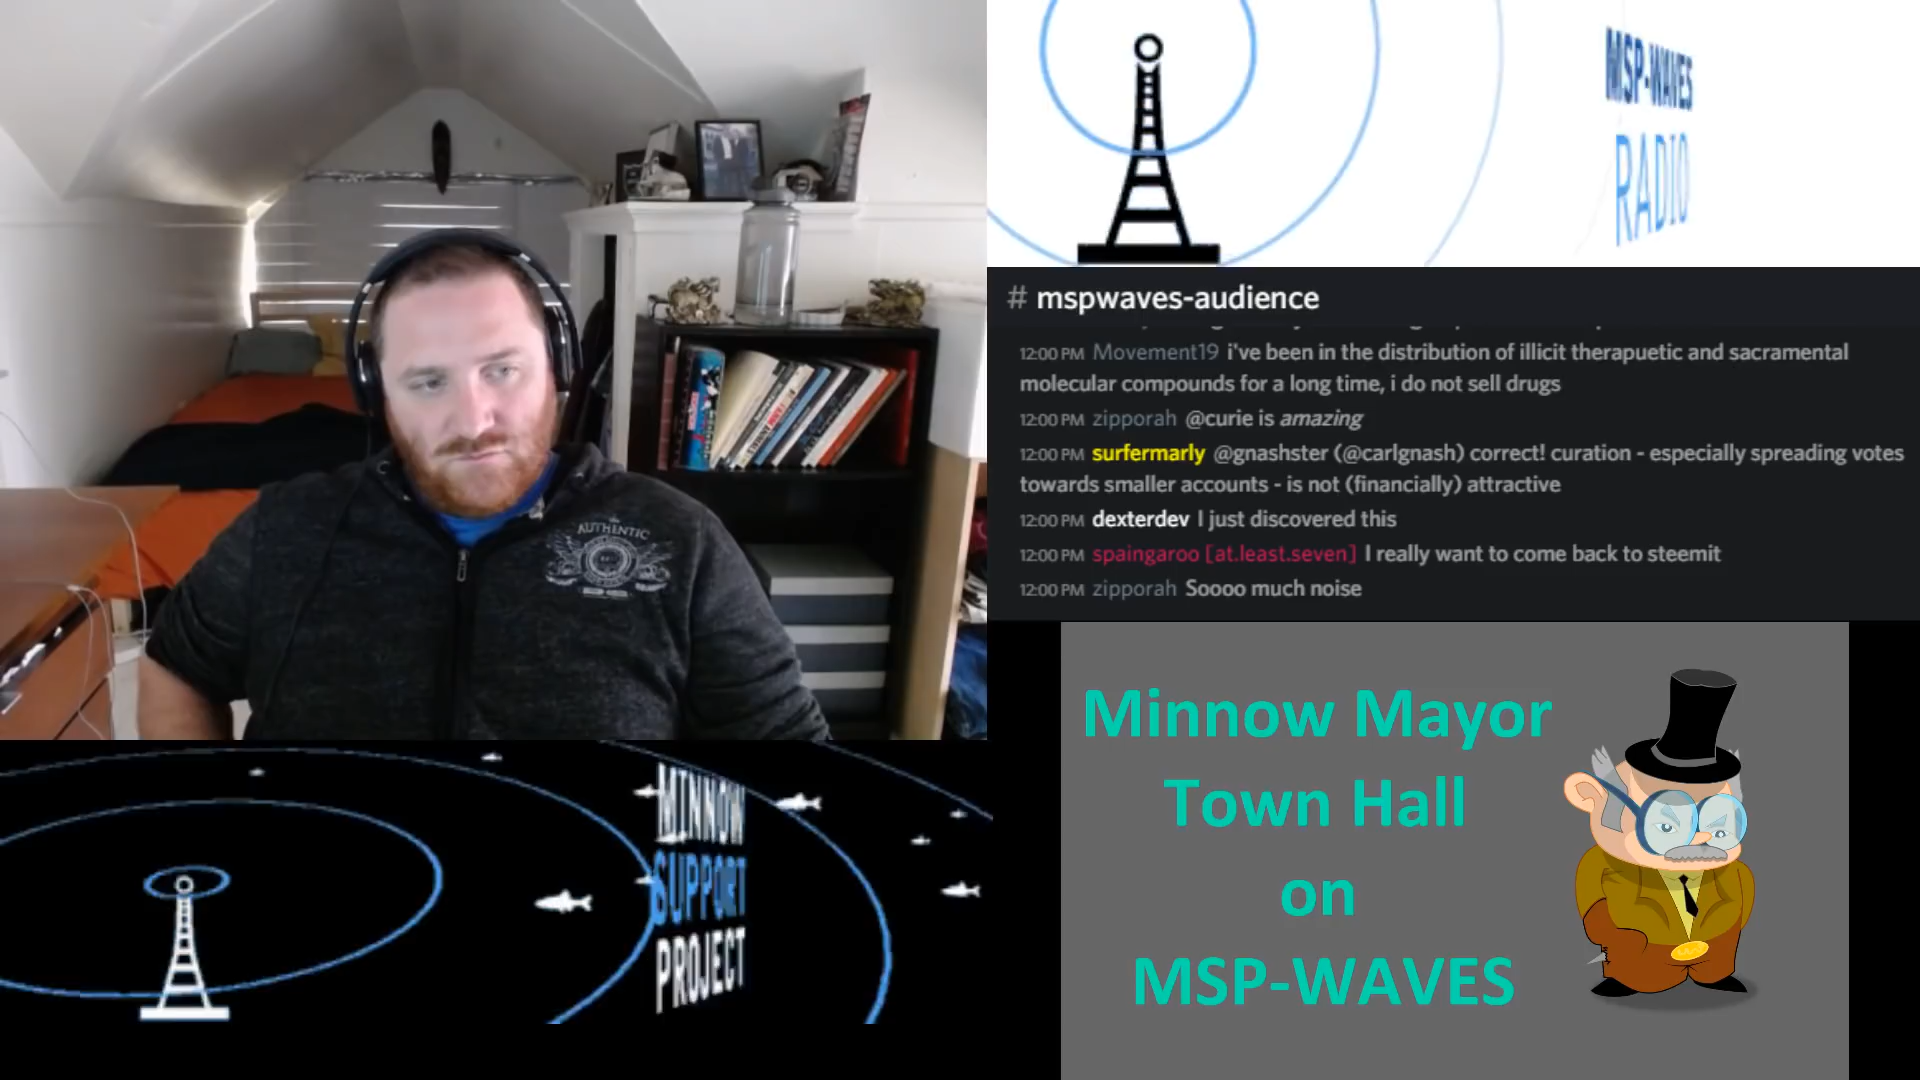 MSP-WAVES
RADIO
# mspwaves-audience
12:00 PM Movement19 i've been in the distribution of illicit therapuetic and sacramental
molecular compounds for a long time, i do not sell drugs
12:00 PM zipporah @curie is amazing
12:00 PM surfermarly @gnashster (@carlgnash) correct! curation - especially spreading votes
towards smaller accounts - is not (financially) attractive
12:00 PM dexterdev I just discovered this
12:00 PM spaingaroo [at.least.seven] I really want to come back to steemit
12:00 PM zipporah Soooo much noise
AUTHENTIC
MINNOW
SUPPORT
PROJECT
Minnow Mayor
Town Hall
on
MSP-WAVES